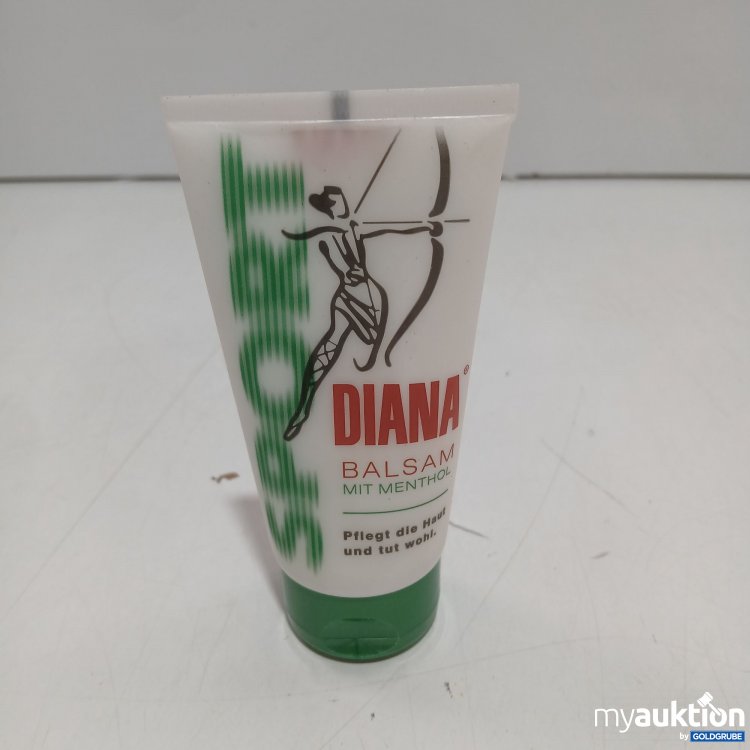 SPORT
DIANA®
BALSAM
MIT MENTHOL
Pflegt die Haut
und tut wohl.
myauktion
by GOLDGRUBE